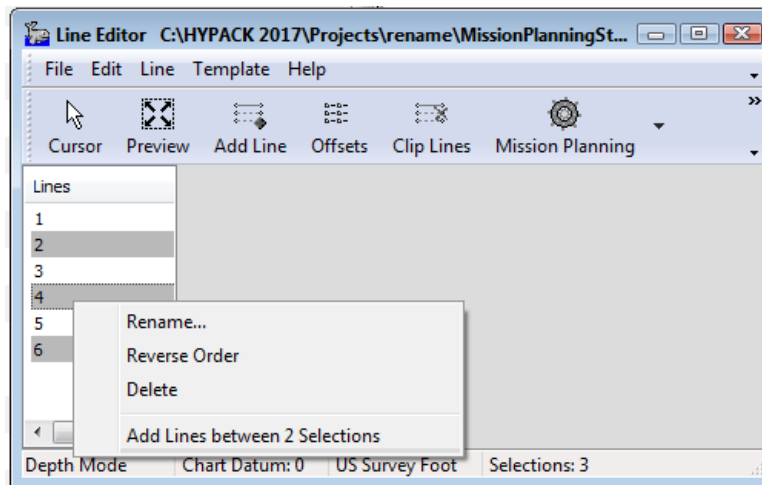 Line Editor C:\HYPACK 2017\Projects\rename\MissionPlanningSt...
File Edit Line Template Help
Cursor Preview Add Line Offsets Clip Lines Mission Planning
Lines
1
2
3
4
5
6
Rename...
Reverse Order
Delete
Add Lines between 2 Selections
Depth Mode Chart Datum: 0 US Survey Foot Selections: 3